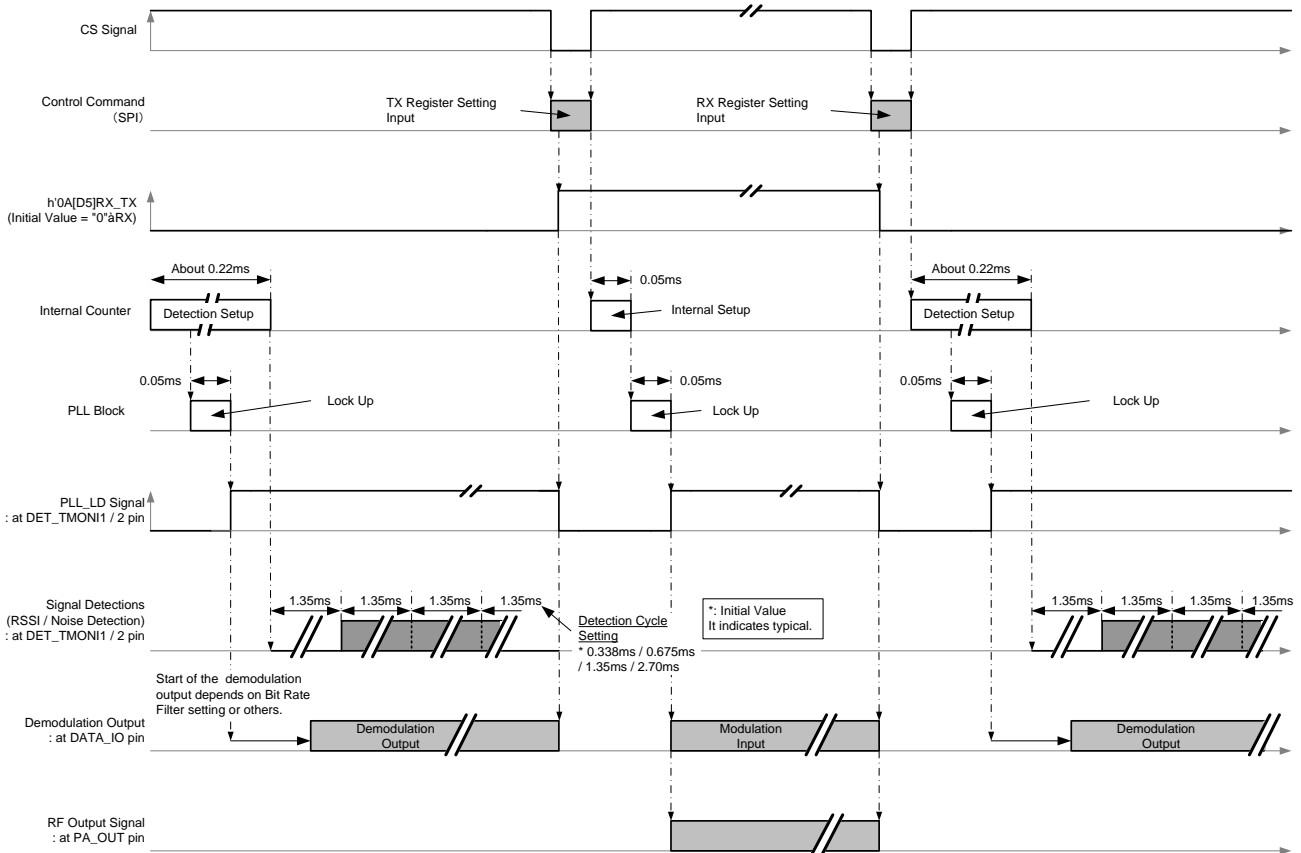 CS Signal
Control Command
(SPI)
TX Register Setting
Input
RX Register Setting
Input
h'0A[D5]RX_TX
(Initial Value = "0"àRX)
About 0.22ms
0.05ms
About 0.22ms
Internal Counter
Detection Setup
Internal Setup
Detection Setup
0.05ms
0.05ms
0.05ms
PLL Block
Lock Up
Lock Up
Lock Up
PLL_LD Signal
: at DET_TMONI1 / 2 pin
1.35ms
1.35ms
1.35ms
1.35ms
1.35ms
1.35ms
1.35ms
1.35ms
Signal Detections
(RSSI / Noise Detection)
: at DET_TMONI1 / 2 pin
Detection Cycle
Setting
* 0.338ms / 0.675ms
/ 1.35ms / 2.70ms
*: Initial Value
It indicates typical.
Start of the demodulation
output depends on Bit Rate
Filter setting or others.
Demodulation Output
: at DATA_IO pin
Demodulation
Output
Modulation
Input
Demodulation
Output
RF Output Signal
: at PA_OUT pin